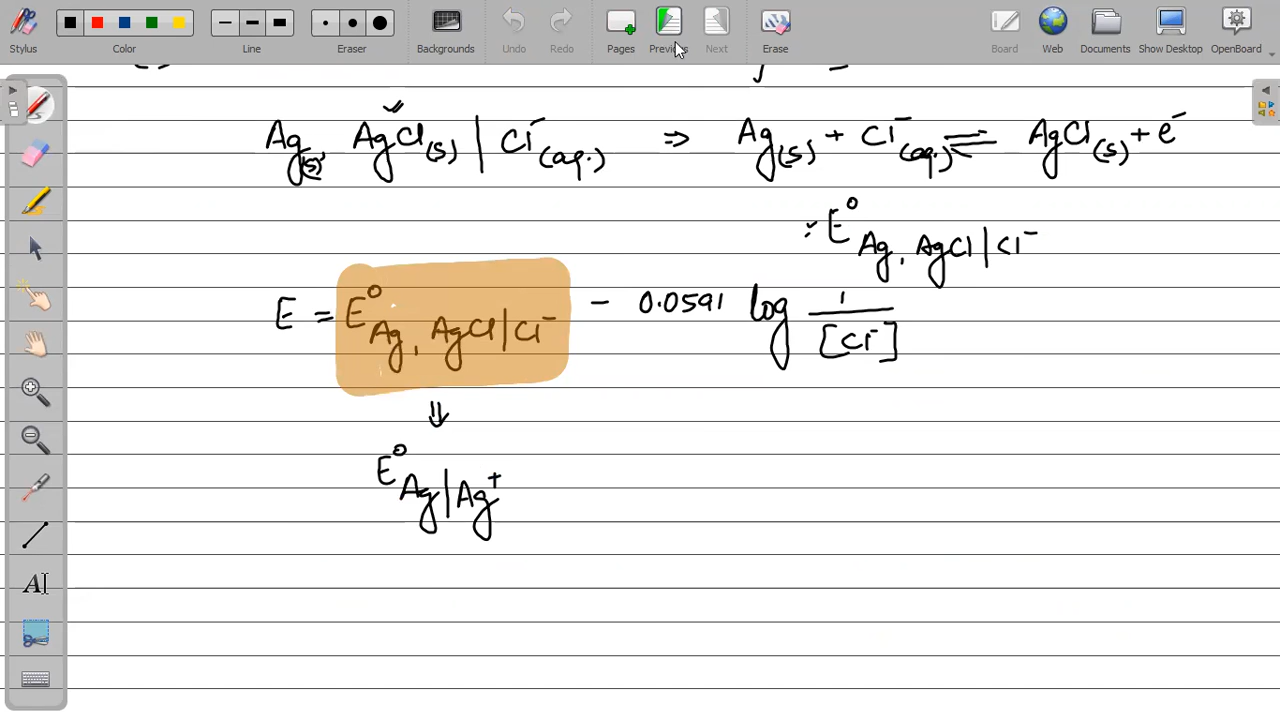 Stylus Color Line Eraser Backgrounds Undo Redo Pages Previous Next Erase Board Web Documents Show Desktop OpenBoard
Ag(s), AgCl(s) | Cl⁻(aq.) ⇒ Ag(s) + Cl⁻(aq.) ⇌ AgCl(s) + e⁻
E° Ag, AgCl | Cl⁻
E = E° Ag, AgCl | Cl⁻ − 0.0591 log 1/[Cl⁻]
⇓
E° Ag | Ag⁺